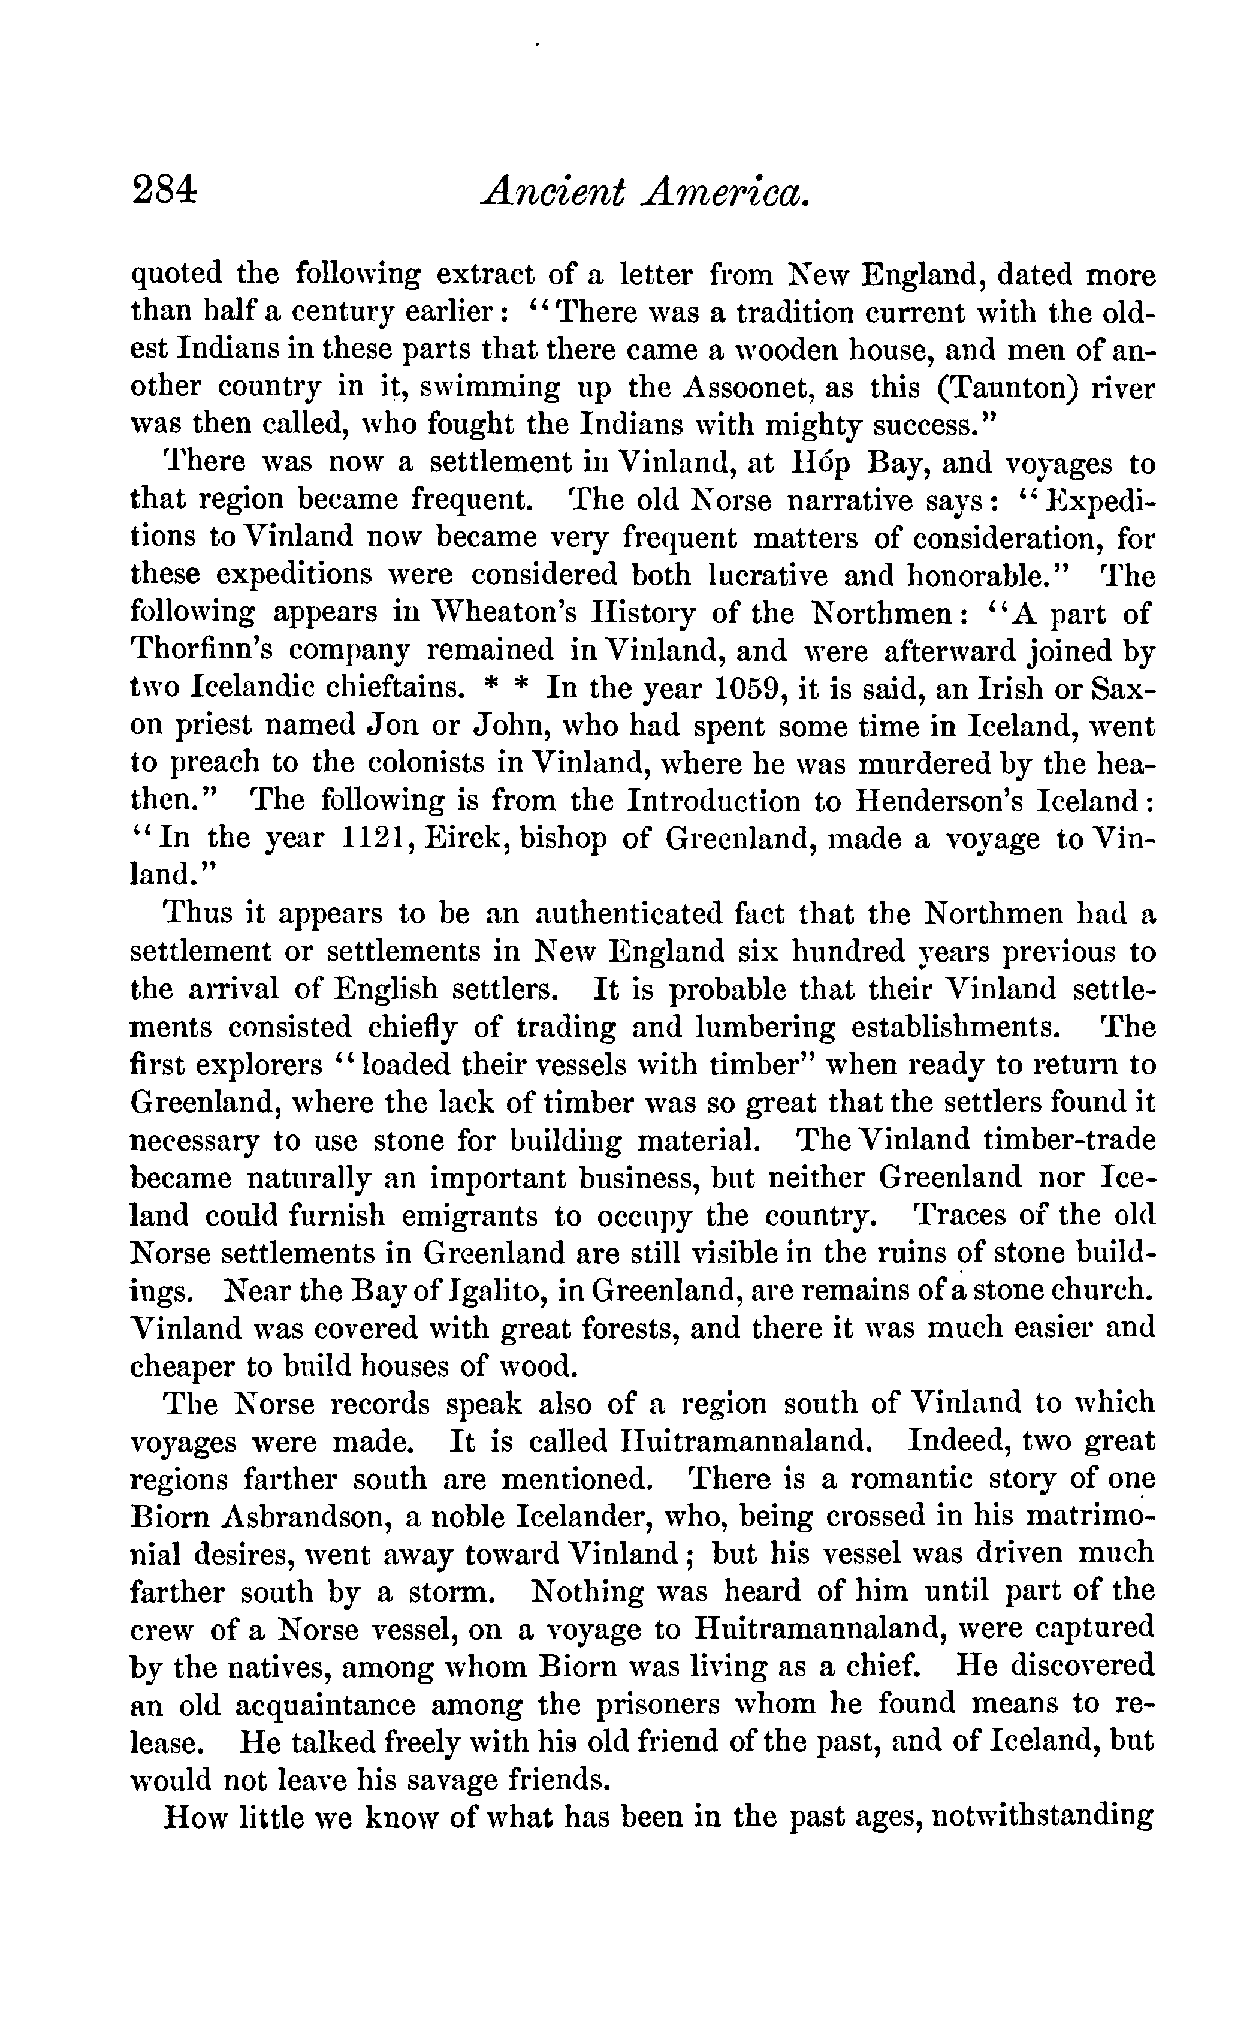 284 Ancient America.
quoted the following extract of a letter from New England, dated more
than half a century earlier: "There was a tradition current with the old-
est Indians in these parts that there came a wooden house, and men of an-
other country in it, swimming up the Assoonet, as this (Taunton) river
was then called, who fought the Indians with mighty success."
There was now a settlement in Vinland, at Hóp Bay, and voyages to
that region became frequent. The old Norse narrative says: "Expedi-
tions to Vinland now became very frequent matters of consideration, for
these expeditions were considered both lucrative and honorable." The
following appears in Wheaton's History of the Northmen: "A part of
Thorfinn's company remained in Vinland, and were afterward joined by
two Icelandic chieftains. * * In the year 1059, it is said, an Irish or Sax-
on priest named Jon or John, who had spent some time in Iceland, went
to preach to the colonists in Vinland, where he was murdered by the hea-
then." The following is from the Introduction to Henderson's Iceland:
"In the year 1121, Eirek, bishop of Greenland, made a voyage to Vin-
land."
Thus it appears to be an authenticated fact that the Northmen had a
settlement or settlements in New England six hundred years previous to
the arrival of English settlers. It is probable that their Vinland settle-
ments consisted chiefly of trading and lumbering establishments. The
first explorers "loaded their vessels with timber" when ready to return to
Greenland, where the lack of timber was so great that the settlers found it
necessary to use stone for building material. The Vinland timber-trade
became naturally an important business, but neither Greenland nor Ice-
land could furnish emigrants to occupy the country. Traces of the old
Norse settlements in Greenland are still visible in the ruins of stone build-
ings. Near the Bay of Igalito, in Greenland, are remains of a stone church.
Vinland was covered with great forests, and there it was much easier and
cheaper to build houses of wood.
The Norse records speak also of a region south of Vinland to which
voyages were made. It is called Huitramannaland. Indeed, two great
regions farther south are mentioned. There is a romantic story of one
Biorn Asbrandson, a noble Icelander, who, being crossed in his matrimo-
nial desires, went away toward Vinland; but his vessel was driven much
farther south by a storm. Nothing was heard of him until part of the
crew of a Norse vessel, on a voyage to Huitramannaland, were captured
by the natives, among whom Biorn was living as a chief. He discovered
an old acquaintance among the prisoners whom he found means to re-
lease. He talked freely with his old friend of the past, and of Iceland, but
would not leave his savage friends.
How little we know of what has been in the past ages, notwithstanding